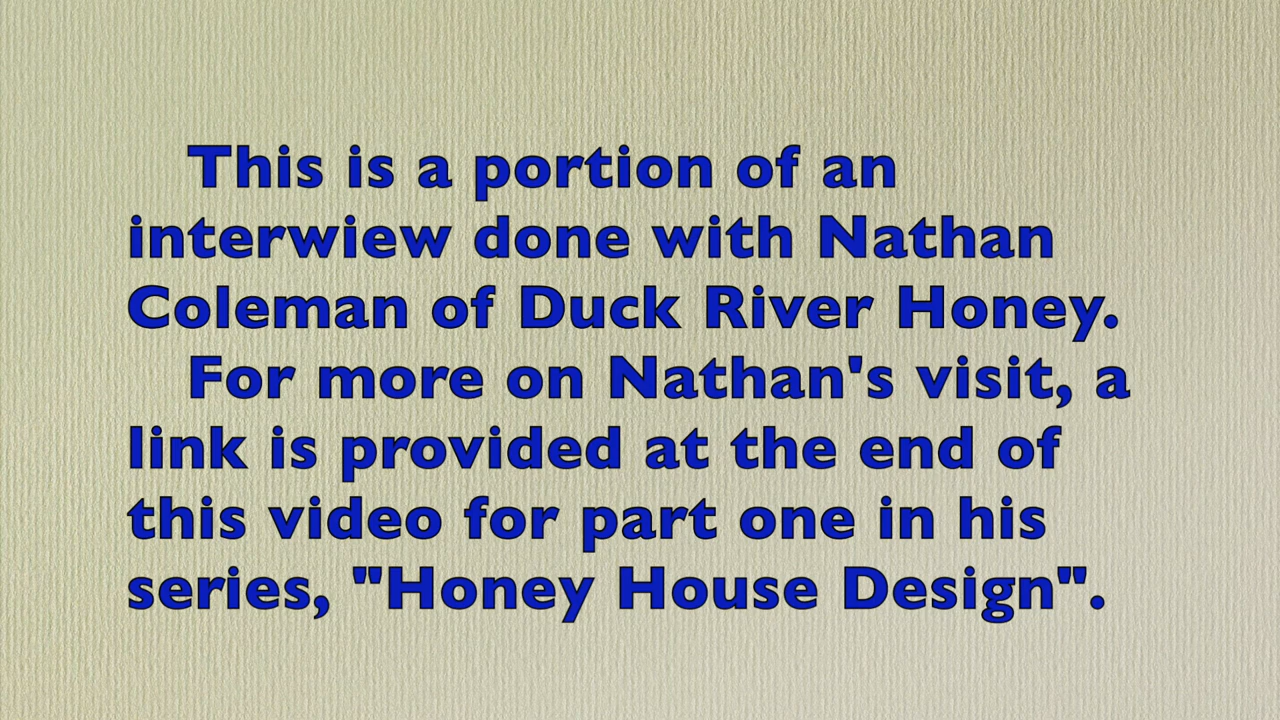 This is a portion of an
interwiew done with Nathan
Coleman of Duck River Honey.
For more on Nathan's visit, a
link is provided at the end of
this video for part one in his
series, "Honey House Design".